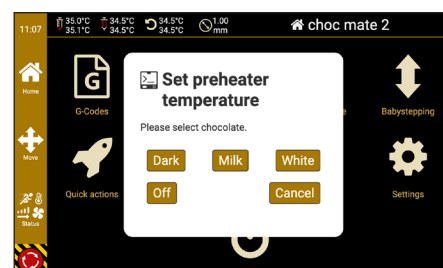 11:07
35.0°C
35.1°C
34.5°C
34.5°C
34.5°C
34.5°C
1.00
mm
choc mate 2
Home
Move
Status
G
G-Codes
Babystepping
Quick actions
Settings
Set preheater
temperature
Please select chocolate.
Dark Milk White
Off Cancel